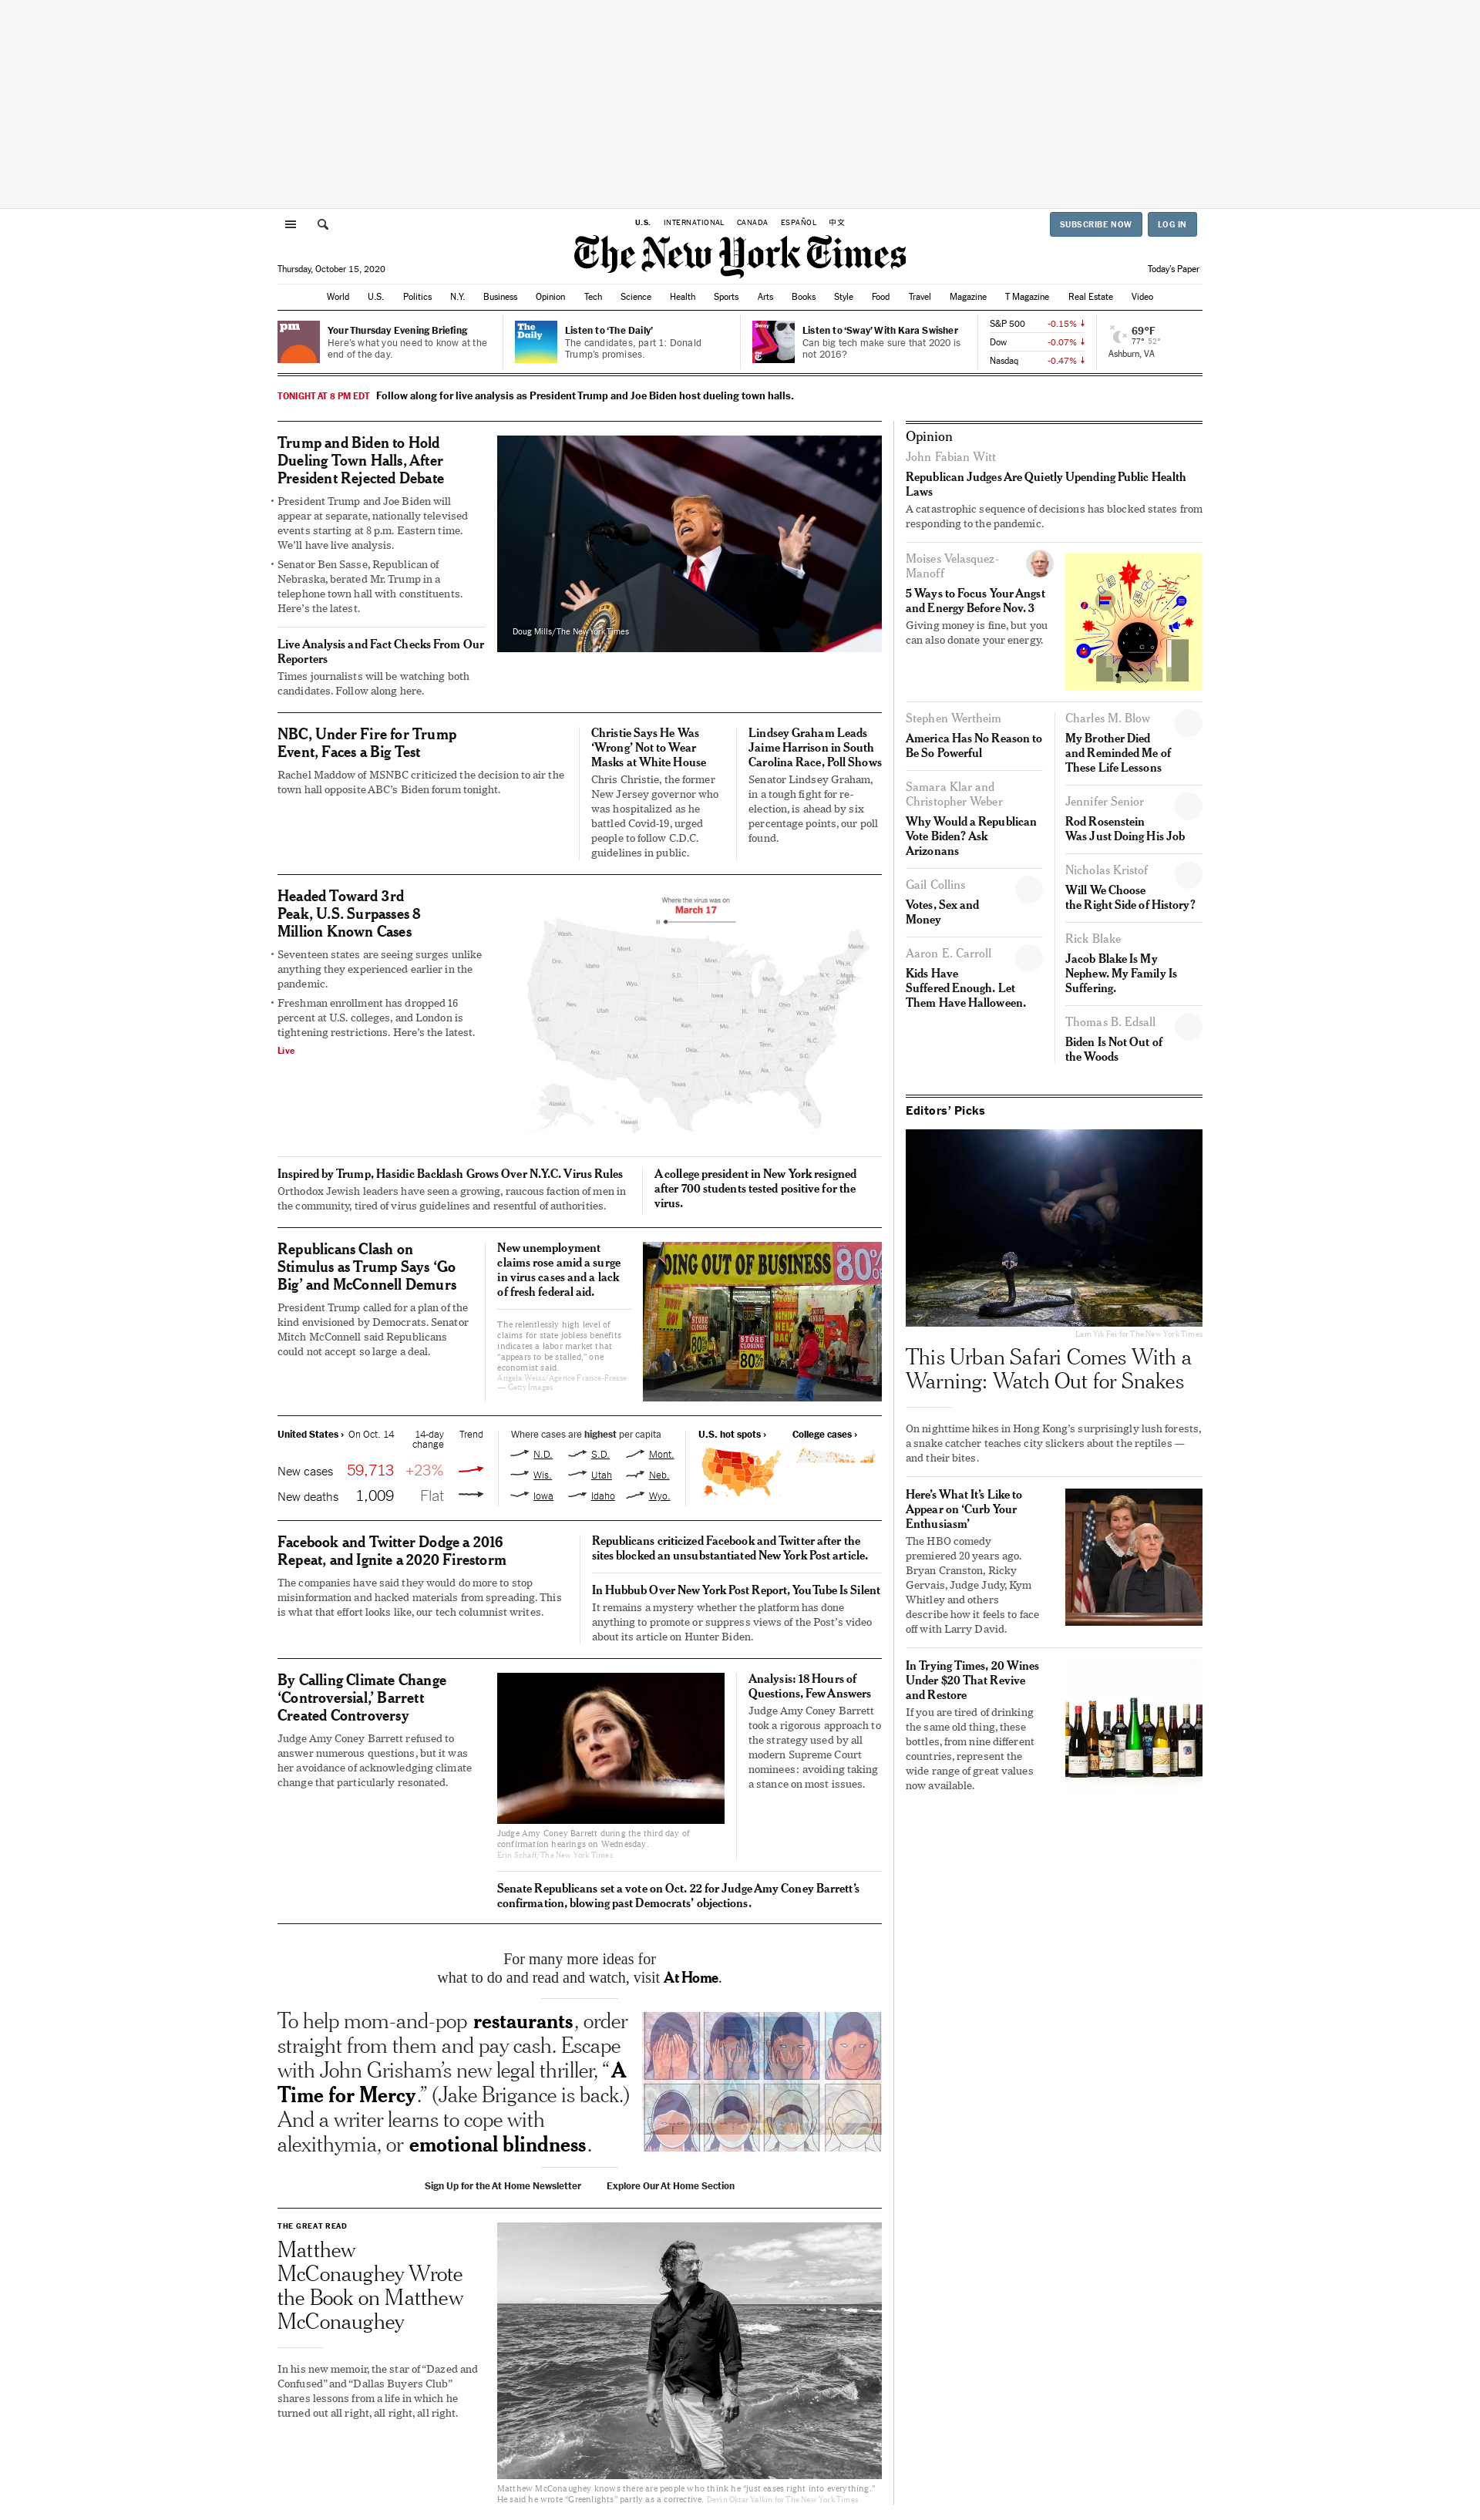 U.S. INTERNATIONAL CANADA ESPAÑOL 中文
SUBSCRIBE NOW LOG IN
The New York Times
Thursday, October 15, 2020
Today's Paper
World U.S. Politics N.Y. Business Opinion Tech Science Health Sports Arts Books Style Food Travel Magazine T Magazine Real Estate Video
pm
Your Thursday Evening Briefing
Here's what you need to know at the
end of the day.
The
Daily
Listen to ‘The Daily’
The candidates, part 1: Donald
Trump's promises.
Sway
Listen to ‘Sway’ With Kara Swisher
Can big tech make sure that 2020 is
not 2016?
S&P 500 -0.15%
Dow -0.07%
Nasdaq -0.47%
69°F
77° 52°
Ashburn, VA
TONIGHT AT 8 PM EDT Follow along for live analysis as President Trump and Joe Biden host dueling town halls.
Trump and Biden to Hold
Dueling Town Halls, After
President Rejected Debate
• President Trump and Joe Biden will
appear at separate, nationally televised
events starting at 8 p.m. Eastern time.
We'll have live analysis.
• Senator Ben Sasse, Republican of
Nebraska, berated Mr. Trump in a
telephone town hall with constituents.
Here's the latest.
Live Analysis and Fact Checks From Our
Reporters
Times journalists will be watching both
candidates. Follow along here.
Doug Mills/The New York Times
NBC, Under Fire for Trump
Event, Faces a Big Test
Rachel Maddow of MSNBC criticized the decision to air the
town hall opposite ABC's Biden forum tonight.
Christie Says He Was
‘Wrong’ Not to Wear
Masks at White House
Chris Christie, the former
New Jersey governor who
was hospitalized as he
battled Covid-19, urged
people to follow C.D.C.
guidelines in public.
Lindsey Graham Leads
Jaime Harrison in South
Carolina Race, Poll Shows
Senator Lindsey Graham,
in a tough fight for re-
election, is ahead by six
percentage points, our poll
found.
Headed Toward 3rd
Peak, U.S. Surpasses 8
Million Known Cases
• Seventeen states are seeing surges unlike
anything they experienced earlier in the
pandemic.
• Freshman enrollment has dropped 16
percent at U.S. colleges, and London is
tightening restrictions. Here's the latest.
Live
Where the virus was on
March 17
Wash. Mont. N.D. Minn. Maine
Ore. Idaho S.D. Wis. Mich. N.Y.
Wyo. Neb. Iowa Pa.
Nev. Utah Colo. Ill. Ind. Ohio W.Va. Del.
Calif. Kan. Mo. Ky. Va.
Ariz. N.M. Okla. Ark. Tenn. N.C. S.C.
Texas La. Miss. Ala. Ga. Fla.
Alaska Hawaii
Inspired by Trump, Hasidic Backlash Grows Over N.Y.C. Virus Rules
Orthodox Jewish leaders have seen a growing, raucous faction of men in
the community, tired of virus guidelines and resentful of authorities.
A college president in New York resigned
after 700 students tested positive for the
virus.
Republicans Clash on
Stimulus as Trump Says ‘Go
Big’ and McConnell Demurs
President Trump called for a plan of the
kind envisioned by Democrats. Senator
Mitch McConnell said Republicans
could not accept so large a deal.
New unemployment
claims rose amid a surge
in virus cases and a lack
of fresh federal aid.
The relentlessly high level of
claims for state jobless benefits
indicates a labor market that
“appears to be stalled,” one
economist said.
Angela Weiss/Agence France-Presse
— Getty Images
OING OUT OF BUSINESS 80%
STORE CLOSING 80%
STORE CLOSING 80%
United States › On Oct. 14 14-day
change Trend
New cases 59,713 +23%
New deaths 1,009 Flat
Where cases are highest per capita
N.D. S.D. Mont.
Wis. Utah Neb.
Iowa Idaho Wyo.
U.S. hot spots › College cases ›
Facebook and Twitter Dodge a 2016
Repeat, and Ignite a 2020 Firestorm
The companies have said they would do more to stop
misinformation and hacked materials from spreading. This
is what that effort looks like, our tech columnist writes.
Republicans criticized Facebook and Twitter after the
sites blocked an unsubstantiated New York Post article.
In Hubbub Over New York Post Report, YouTube Is Silent
It remains a mystery whether the platform has done
anything to promote or suppress views of the Post's video
about its article on Hunter Biden.
By Calling Climate Change
‘Controversial,’ Barrett
Created Controversy
Judge Amy Coney Barrett refused to
answer numerous questions, but it was
her avoidance of acknowledging climate
change that particularly resonated.
Judge Amy Coney Barrett during the third day of
confirmation hearings on Wednesday.
Erin Schaff/The New York Times
Analysis: 18 Hours of
Questions, Few Answers
Judge Amy Coney Barrett
took a rigorous approach to
the strategy used by all
modern Supreme Court
nominees: avoiding taking
a stance on most issues.
Senate Republicans set a vote on Oct. 22 for Judge Amy Coney Barrett's
confirmation, blowing past Democrats' objections.
For many more ideas for
what to do and read and watch, visit At Home.
To help mom-and-pop restaurants, order
straight from them and pay cash. Escape
with John Grisham's new legal thriller, “A
Time for Mercy.” (Jake Brigance is back.)
And a writer learns to cope with
alexithymia, or emotional blindness.
Sign Up for the At Home Newsletter Explore Our At Home Section
THE GREAT READ
Matthew
McConaughey Wrote
the Book on Matthew
McConaughey
In his new memoir, the star of “Dazed and
Confused” and “Dallas Buyers Club”
shares lessons from a life in which he
turned out all right, all right, all right.
Matthew McConaughey knows there are people who think he “just eases right into everything.”
He said he wrote “Greenlights” partly as a corrective. Devin Oktar Yalkin for The New York Times
Opinion
John Fabian Witt
Republican Judges Are Quietly Upending Public Health
Laws
A catastrophic sequence of decisions has blocked states from
responding to the pandemic.
Moises Velasquez-
Manoff
5 Ways to Focus Your Angst
and Energy Before Nov. 3
Giving money is fine, but you
can also donate your energy.
Stephen Wertheim
America Has No Reason to
Be So Powerful
Samara Klar and
Christopher Weber
Why Would a Republican
Vote Biden? Ask
Arizonans
Gail Collins
Votes, Sex and
Money
Aaron E. Carroll
Kids Have
Suffered Enough. Let
Them Have Halloween.
Charles M. Blow
My Brother Died
and Reminded Me of
These Life Lessons
Jennifer Senior
Rod Rosenstein
Was Just Doing His Job
Nicholas Kristof
Will We Choose
the Right Side of History?
Rick Blake
Jacob Blake Is My
Nephew. My Family Is
Suffering.
Thomas B. Edsall
Biden Is Not Out of
the Woods
Editors' Picks
Lam Yik Fei for The New York Times
This Urban Safari Comes With a
Warning: Watch Out for Snakes
On nighttime hikes in Hong Kong's surprisingly lush forests,
a snake catcher teaches city slickers about the reptiles —
and their bites.
Here's What It's Like to
Appear on ‘Curb Your
Enthusiasm’
The HBO comedy
premiered 20 years ago.
Bryan Cranston, Ricky
Gervais, Judge Judy, Kym
Whitley and others
describe how it feels to face
off with Larry David.
In Trying Times, 20 Wines
Under $20 That Revive
and Restore
If you are tired of drinking
the same old thing, these
bottles, from nine different
countries, represent the
wide range of great values
now available.